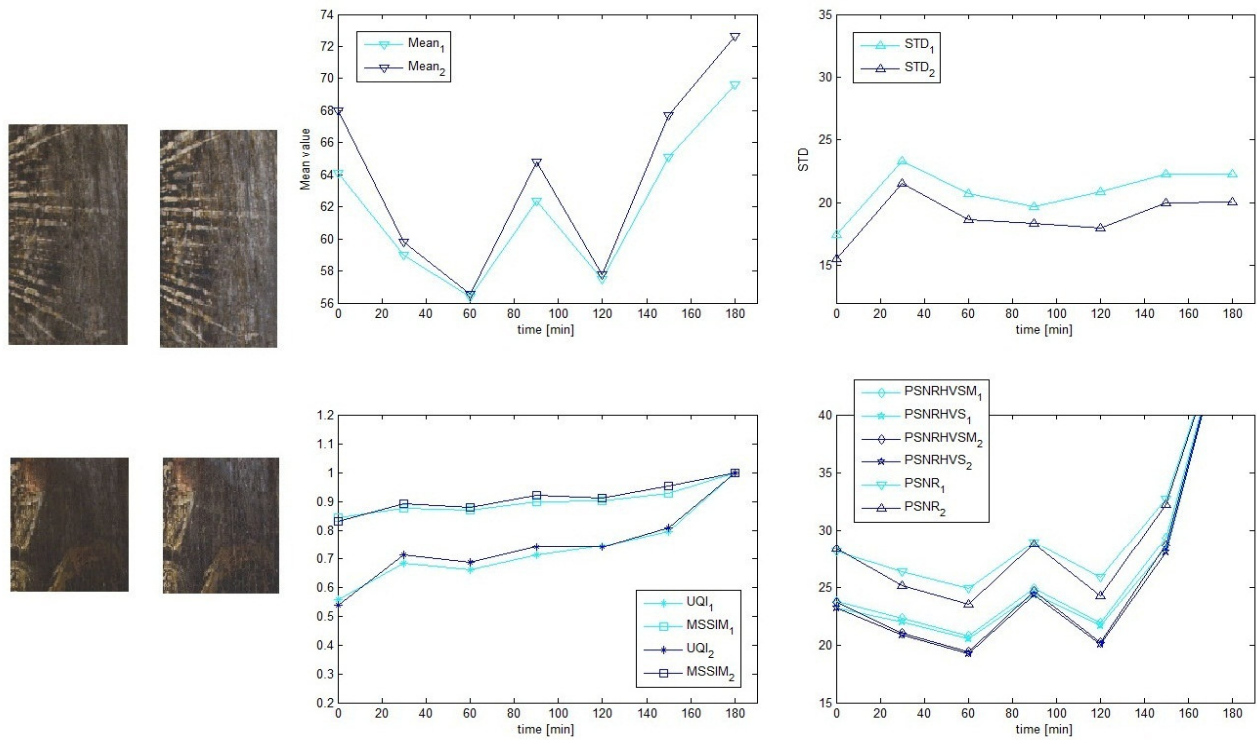 74
72
70
68
66
64
62
60
58
56
Mean value
Mean1
Mean2
0 20 40 60 80 100 120 140 160 180
time [min]
35
30
25
20
15
STD
STD1
STD2
0 20 40 60 80 100 120 140 160 180
time [min]
1.2
1.1
1
0.9
0.8
0.7
0.6
0.5
0.4
0.3
0.2
UQI1
MSSIM1
UQI2
MSSIM2
0 20 40 60 80 100 120 140 160 180
time [min]
PSNRHVSM1
PSNRHVS1
PSNRHVSM2
PSNRHVS2
PSNR1
PSNR2
40
35
30
25
20
15
0 20 40 60 80 100 120 140 160 180
time [min]